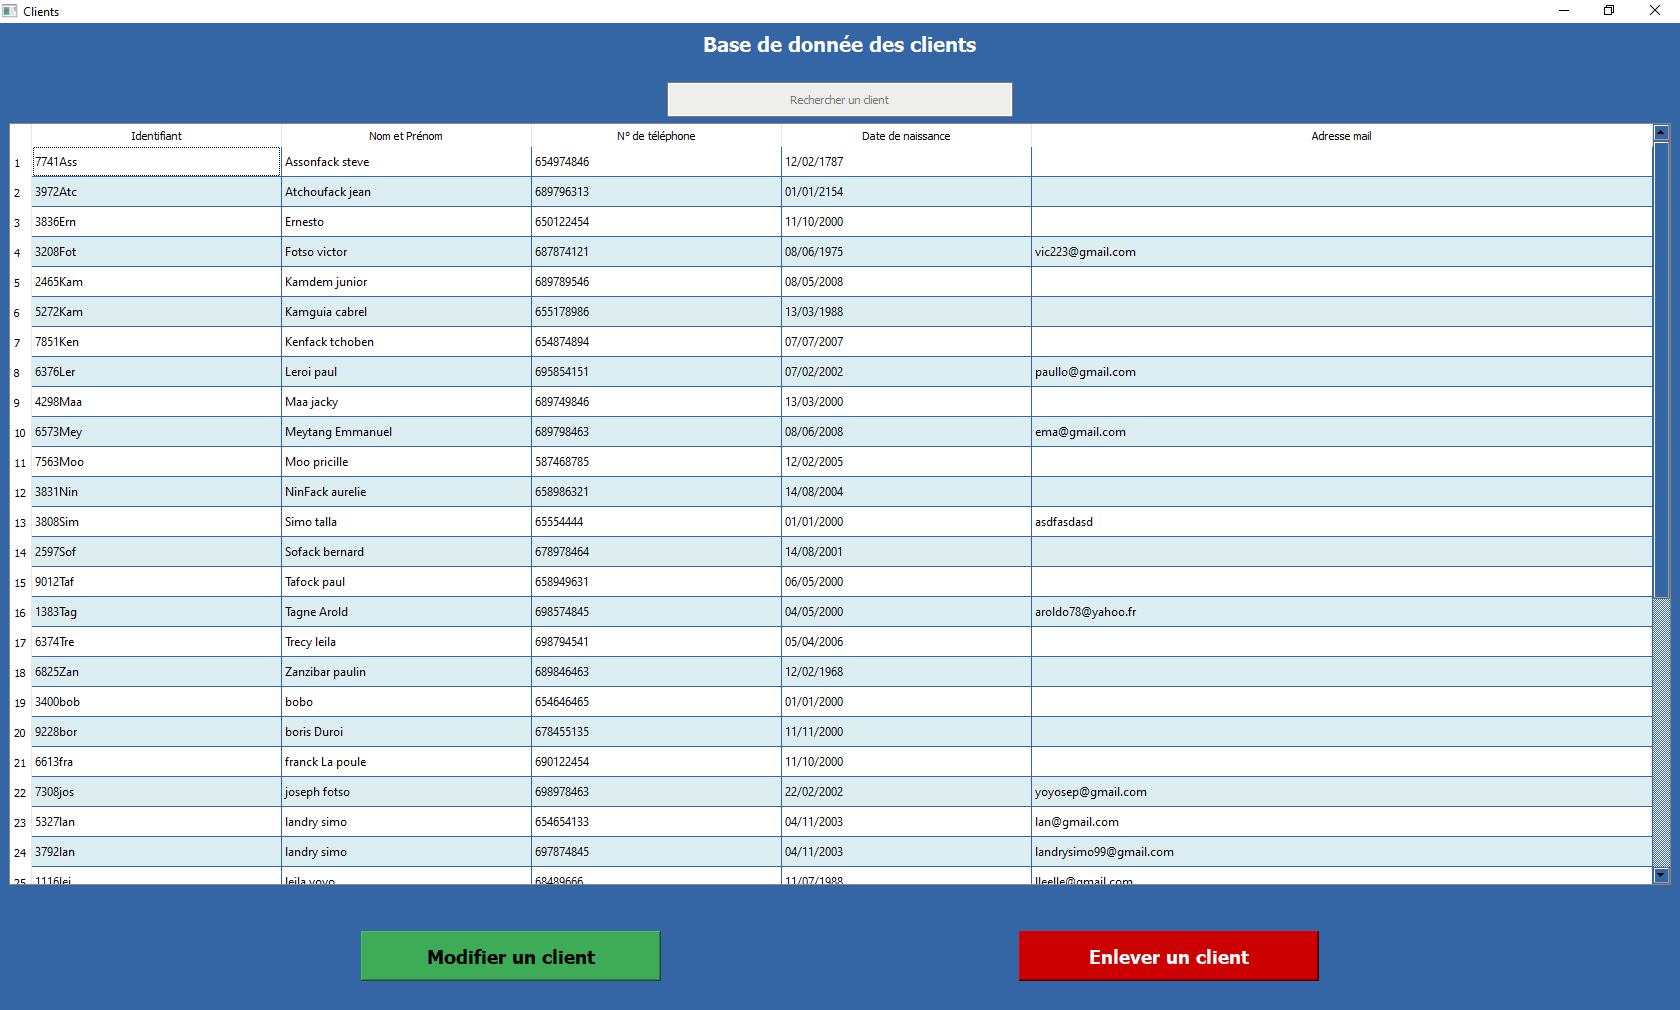 Clients
Base de donnée des clients
Rechercher un client
Identifiant Nom et Prénom N° de téléphone Date de naissance Adresse mail
1 7741Ass Assonfack steve 654974846 12/02/1787
2 3972Atc Atchoufack jean 689796313 01/01/2154
3 3836Ern Ernesto 650122454 11/10/2000
4 3208Fot Fotso victor 687874121 08/06/1975 vic223@gmail.com
5 2465Kam Kamdem junior 689789546 08/05/2008
6 5272Kam Kamguia cabrel 655178986 13/03/1988
7 7851Ken Kenfack tchoben 654874894 07/07/2007
8 6376Ler Leroi paul 695854151 07/02/2002 paullo@gmail.com
9 4298Maa Maa jacky 689749846 13/03/2000
10 6573Mey Meytang Emmanuel 689798463 08/06/2008 ema@gmail.com
11 7563Moo Moo pricille 587468785 12/02/2005
12 3831Nin NinFack aurelie 658986321 14/08/2004
13 3808Sim Simo talla 65554444 01/01/2000 asdfasdasd
14 2597Sof Sofack bernard 678978464 14/08/2001
15 9012Taf Tafock paul 658949631 06/05/2000
16 1383Tag Tagne Arold 698574845 04/05/2000 aroldo78@yahoo.fr
17 6374Tre Trecy leila 698794541 05/04/2006
18 6825Zan Zanzibar paulin 689846463 12/02/1968
19 3400bob bobo 654646465 01/01/2000
20 9228bor boris Duroi 678455135 11/11/2000
21 6613fra franck La poule 690122454 11/10/2000
22 7308jos joseph fotso 698978463 22/02/2002 yoyosep@gmail.com
23 5327lan landry simo 654654133 04/11/2003 lan@gmail.com
24 3792lan landry simo 697874845 04/11/2003 landrysimo99@gmail.com
25 1116lei leila yoyo 68489666 11/07/1988 lleelle@gmail.com
Modifier un client Enlever un client